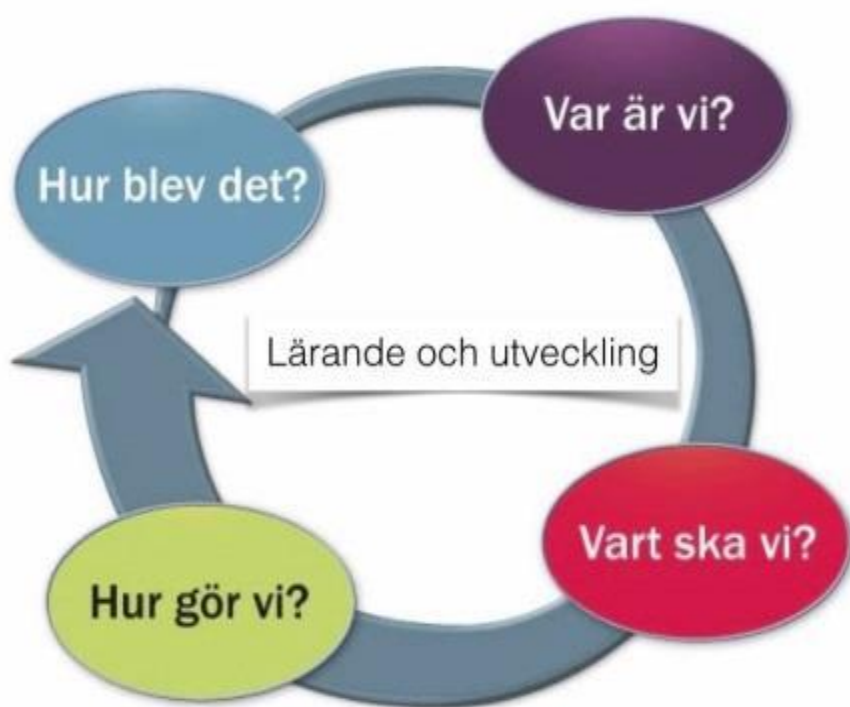 Var är vi?
Hur blev det?
Lärande och utveckling
Vart ska vi?
Hur gör vi?